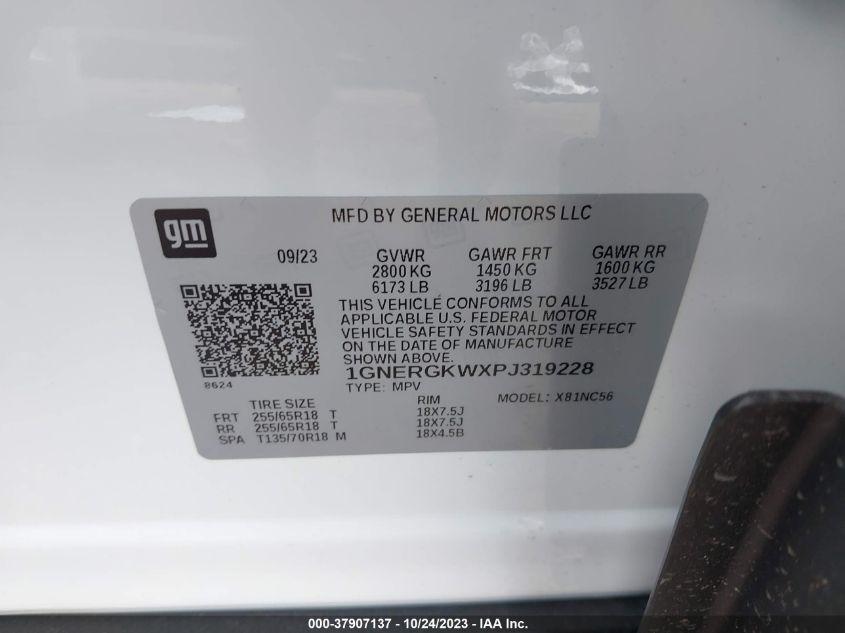 gm
MFD BY GENERAL MOTORS LLC
09/23 GVWR GAWR FRT GAWR RR
2800 KG 1450 KG 1600 KG
6173 LB 3196 LB 3527 LB
THIS VEHICLE CONFORMS TO ALL
APPLICABLE U.S. FEDERAL MOTOR
VEHICLE SAFETY STANDARDS IN EFFECT
ON THE DATE OF MANUFACTURE
SHOWN ABOVE.
1GNERGKWXPJ319228
8624
TYPE: MPV MODEL: X81NC56
TIRE SIZE RIM
FRT 255/65R18 T 18X7.5J
RR 255/65R18 T 18X7.5J
SPA T135/70R18 M 18X4.5B
000-37907137 - 10/24/2023 - IAA Inc.